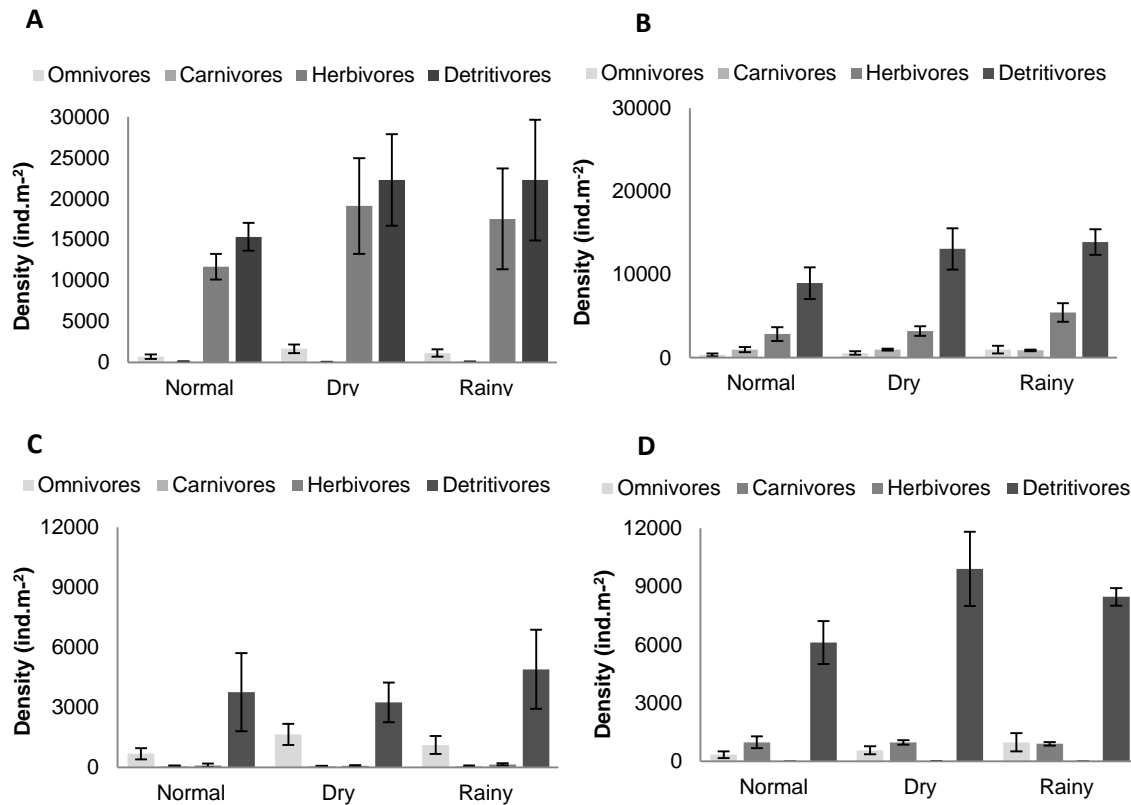 A
Omnivores Carnivores Herbivores Detritivores
Density (ind.m-²)
30000
25000
20000
15000
10000
5000
0
Normal Dry Rainy
B
Omnivores Carnivores Herbivores Detritivores
Density (ind.m-²)
30000
20000
10000
0
Normal Dry Rainy
C
Omnivores Carnivores Herbivores Detritivores
Density (ind.m-²)
12000
9000
6000
3000
0
Normal Dry Rainy
D
Omnivores Carnivores Herbivores Detritivores
Density (ind.m-²)
12000
9000
6000
3000
0
Normal Dry Rainy